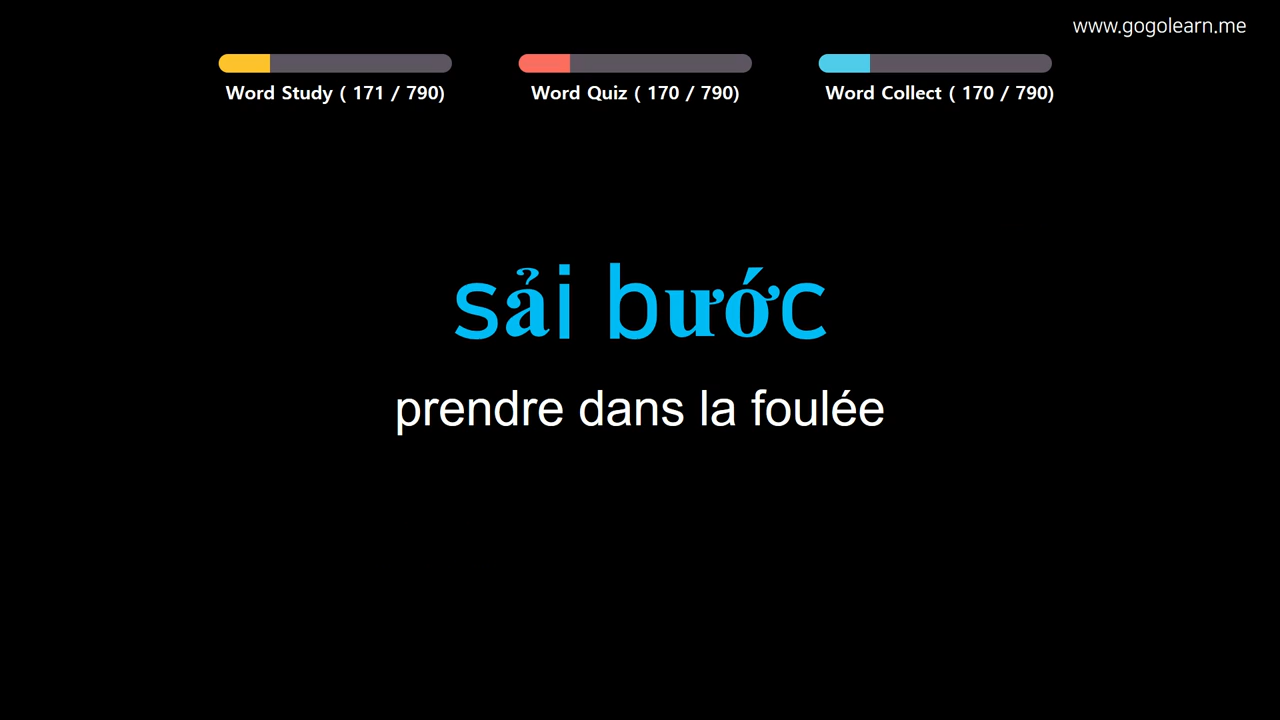 www.gogolearn.me
Word Study ( 171 / 790)
Word Quiz ( 170 / 790)
Word Collect ( 170 / 790)
sải bước
prendre dans la foulée